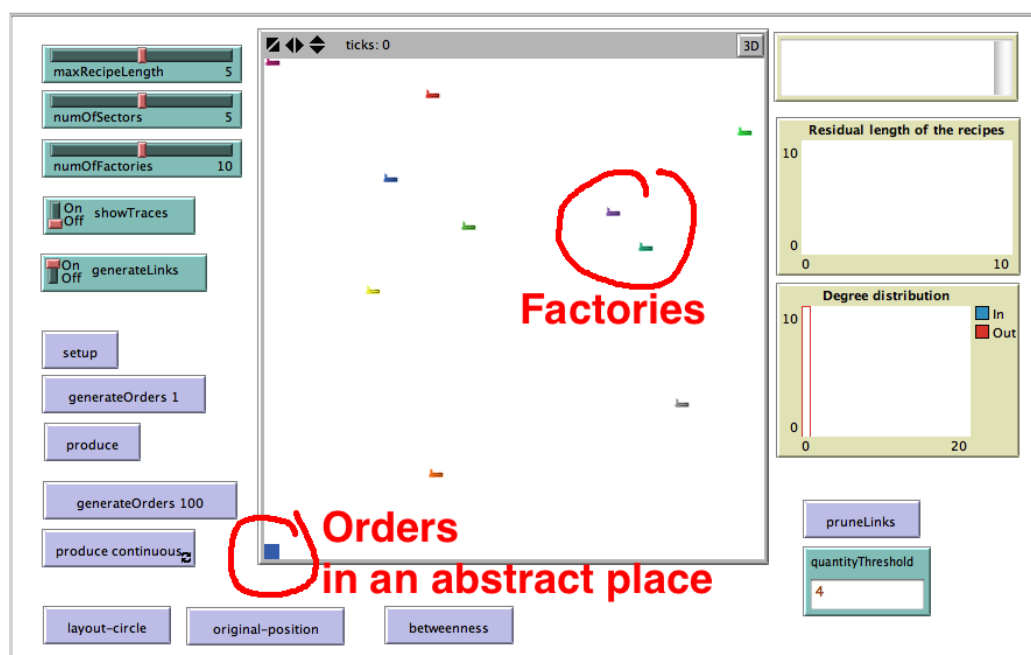 ticks: 0
3D
maxRecipeLength 5
numOfSectors 5
numOfFactories 10
On
Off
showTraces
On
Off
generateLinks
setup
generateOrders 1
produce
generateOrders 100
produce continuous
layout-circle
original-position
betweenness
Factories
Orders
in an abstract place
Residual length of the recipes
10
0
0 10
Degree distribution
10
In
Out
0
0 20
pruneLinks
quantityThreshold
4